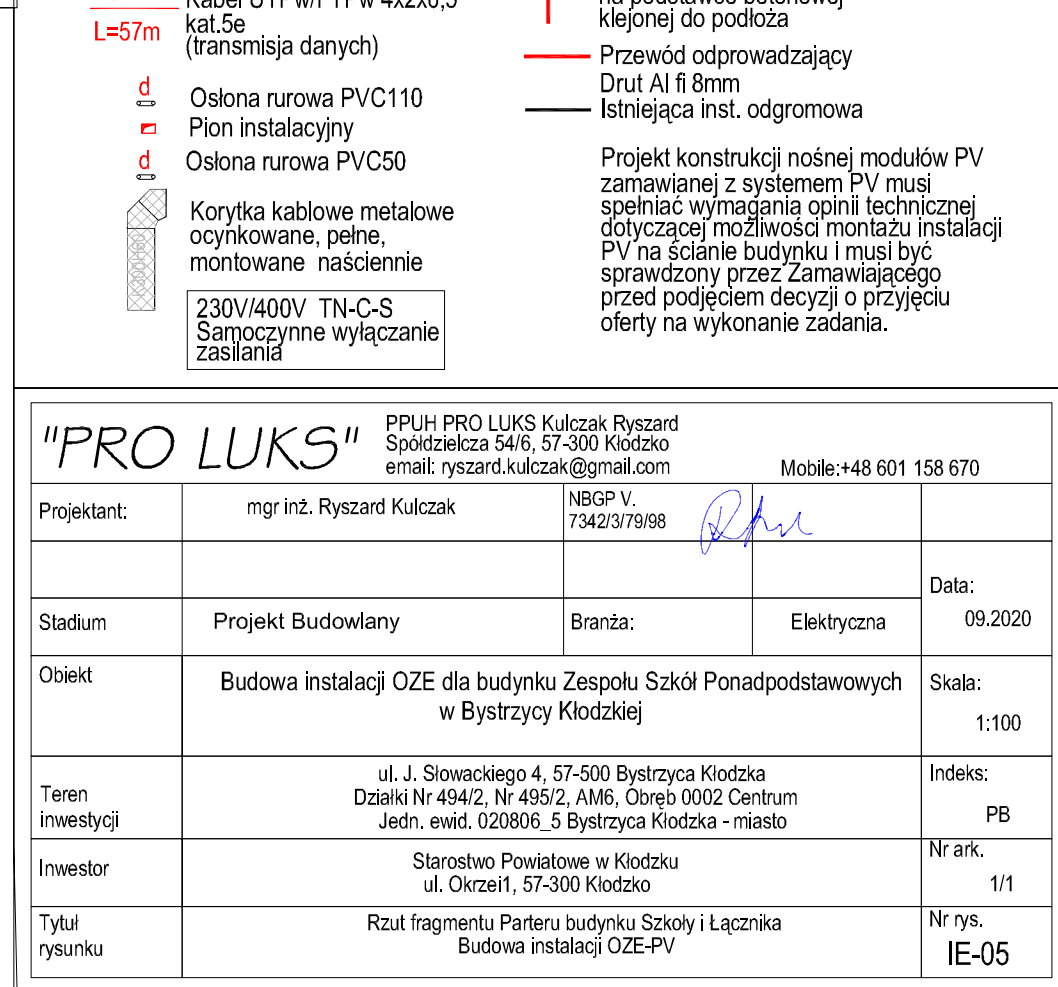 Kabel UTPw/FTPw 4x2x0,5
L=57m
kat.5e
(transmisja danych)
d
Osłona rurowa PVC110
Pion instalacyjny
d
Osłona rurowa PVC50
Korytka kablowe metalowe
ocynkowane, pełne,
montowane naściennie
230V/400V TN-C-S
Samoczynne wyłączanie
zasilania
na podstawce betonowej
klejonej do podłoża
Przewód odprowadzający
Drut Al fi 8mm
Istniejąca inst. odgromowa
Projekt konstrukcji nośnej modułów PV
zamawianej z systemem PV musi
spełniać wymagania opinii technicznej
dotyczącej możliwości montażu instalacji
PV na ścianie budynku i musi być
sprawdzony przez Zamawiającego
przed podjęciem decyzji o przyjęciu
oferty na wykonanie zadania.
"PRO LUKS"
PPUH PRO LUKS Kulczak Ryszard
Spółdzielcza 54/6, 57-300 Kłodzko
email: ryszard.kulczak@gmail.com
Mobile:+48 601 158 670
Projektant:
mgr inż. Ryszard Kulczak
NBGP V.
7342/3/79/98
Data:
09.2020
Stadium
Projekt Budowlany
Branża:
Elektryczna
Obiekt
Budowa instalacji OZE dla budynku Zespołu Szkół Ponadpodstawowych
w Bystrzycy Kłodzkiej
Skala:
1:100
Teren
inwestycji
ul. J. Słowackiego 4, 57-500 Bystrzyca Kłodzka
Działki Nr 494/2, Nr 495/2, AM6, Obręb 0002 Centrum
Jedn. ewid. 020806_5 Bystrzyca Kłodzka - miasto
Indeks:
PB
Inwestor
Starostwo Powiatowe w Kłodzku
ul. Okrzei1, 57-300 Kłodzko
Nr ark.
1/1
Tytuł
rysunku
Rzut fragmentu Parteru budynku Szkoły i Łącznika
Budowa instalacji OZE-PV
Nr rys.
IE-05